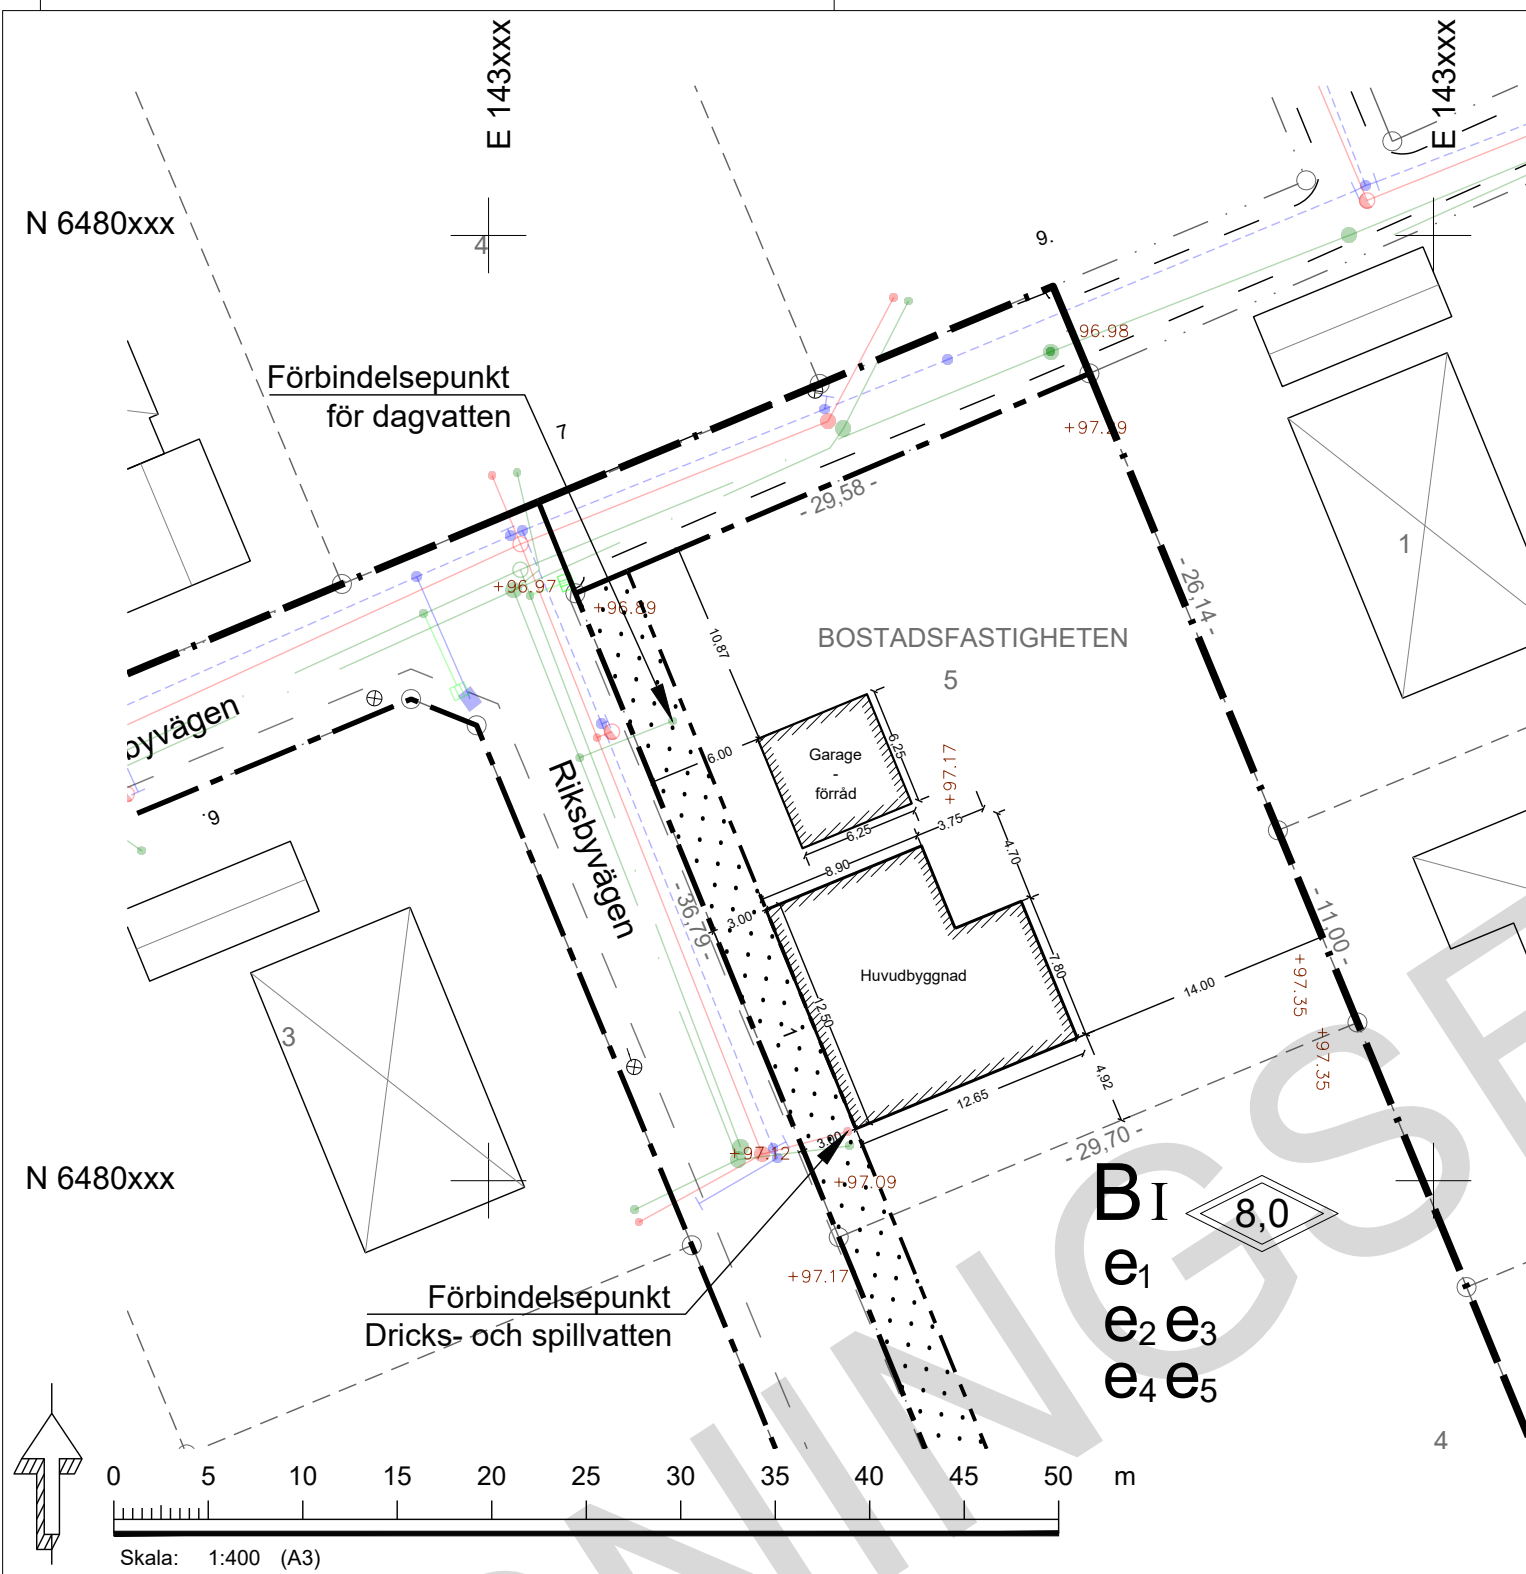 E 143xxx
E 143xxx
N 6480xxx
4
9.
+96.98
Förbindelsepunkt
för dagvatten
7
+97.29
- 29,58 -
1
- 26,14 -
+96.97
+96.89
10,87
BOSTADSFASTIGHETEN
5
byvägen
6.00
Garage
-
förråd
6,25
+97.17
6,25
3.75
4.70
9.
Riksbyvägen
8.90
- 36,79 -
3.00
- 11,00 -
7.80
Huvudbyggnad
14.00
+97.35
+97.35
12.50
1
3
4,92
12.65
3.00
- 29,70 -
+97.12
+97.09
N 6480xxx
B I
8,0
e1
e2 e3
e4 e5
+97.17
Förbindelsepunkt
Dricks- och spillvatten
4
0 5 10 15 20 25 30 35 40 45 50 m
Skala: 1:400 (A3)